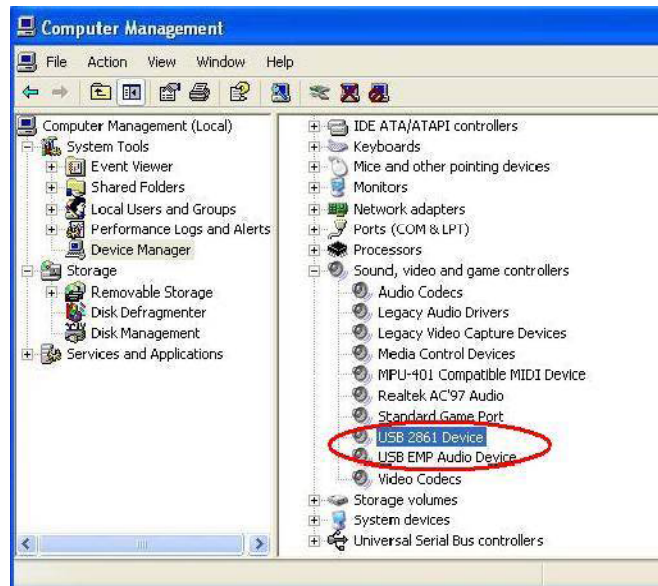 Computer Management
File Action View Window Help
Computer Management (Local)
System Tools
Event Viewer
Shared Folders
Local Users and Groups
Performance Logs and Alerts
Device Manager
Storage
Removable Storage
Disk Defragmenter
Disk Management
Services and Applications
IDE ATA/ATAPI controllers
Keyboards
Mice and other pointing devices
Monitors
Network adapters
Ports (COM & LPT)
Processors
Sound, video and game controllers
Audio Codecs
Legacy Audio Drivers
Legacy Video Capture Devices
Media Control Devices
MPU-401 Compatible MIDI Device
Realtek AC'97 Audio
Standard Game Port
USB 2861 Device
USB EMP Audio Device
Video Codecs
Storage volumes
System devices
Universal Serial Bus controllers